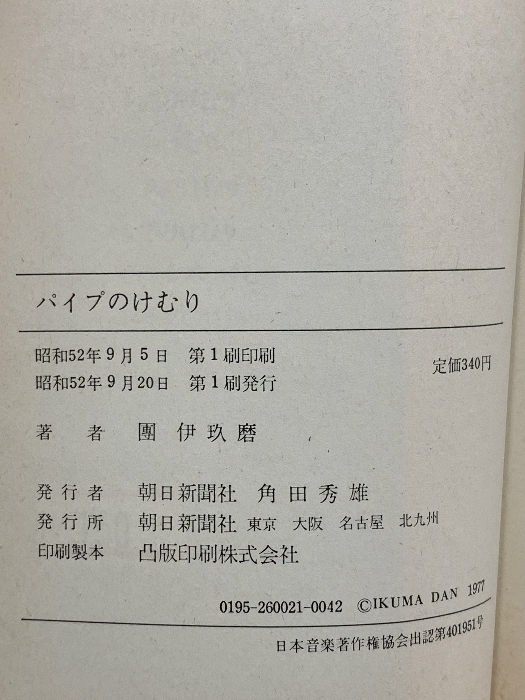 パイプのけむり
昭和52年9月5日 第1刷印刷
定価340円
昭和52年9月20日 第1刷発行
著 者 團 伊玖磨
発行者 朝日新聞社 角田秀雄
発行所 朝日新聞社 東京 大阪 名古屋 北九州
印刷製本 凸版印刷株式会社
0195-260021-0042 ©IKUMA DAN 1977
日本音楽著作権協会出認第401951号